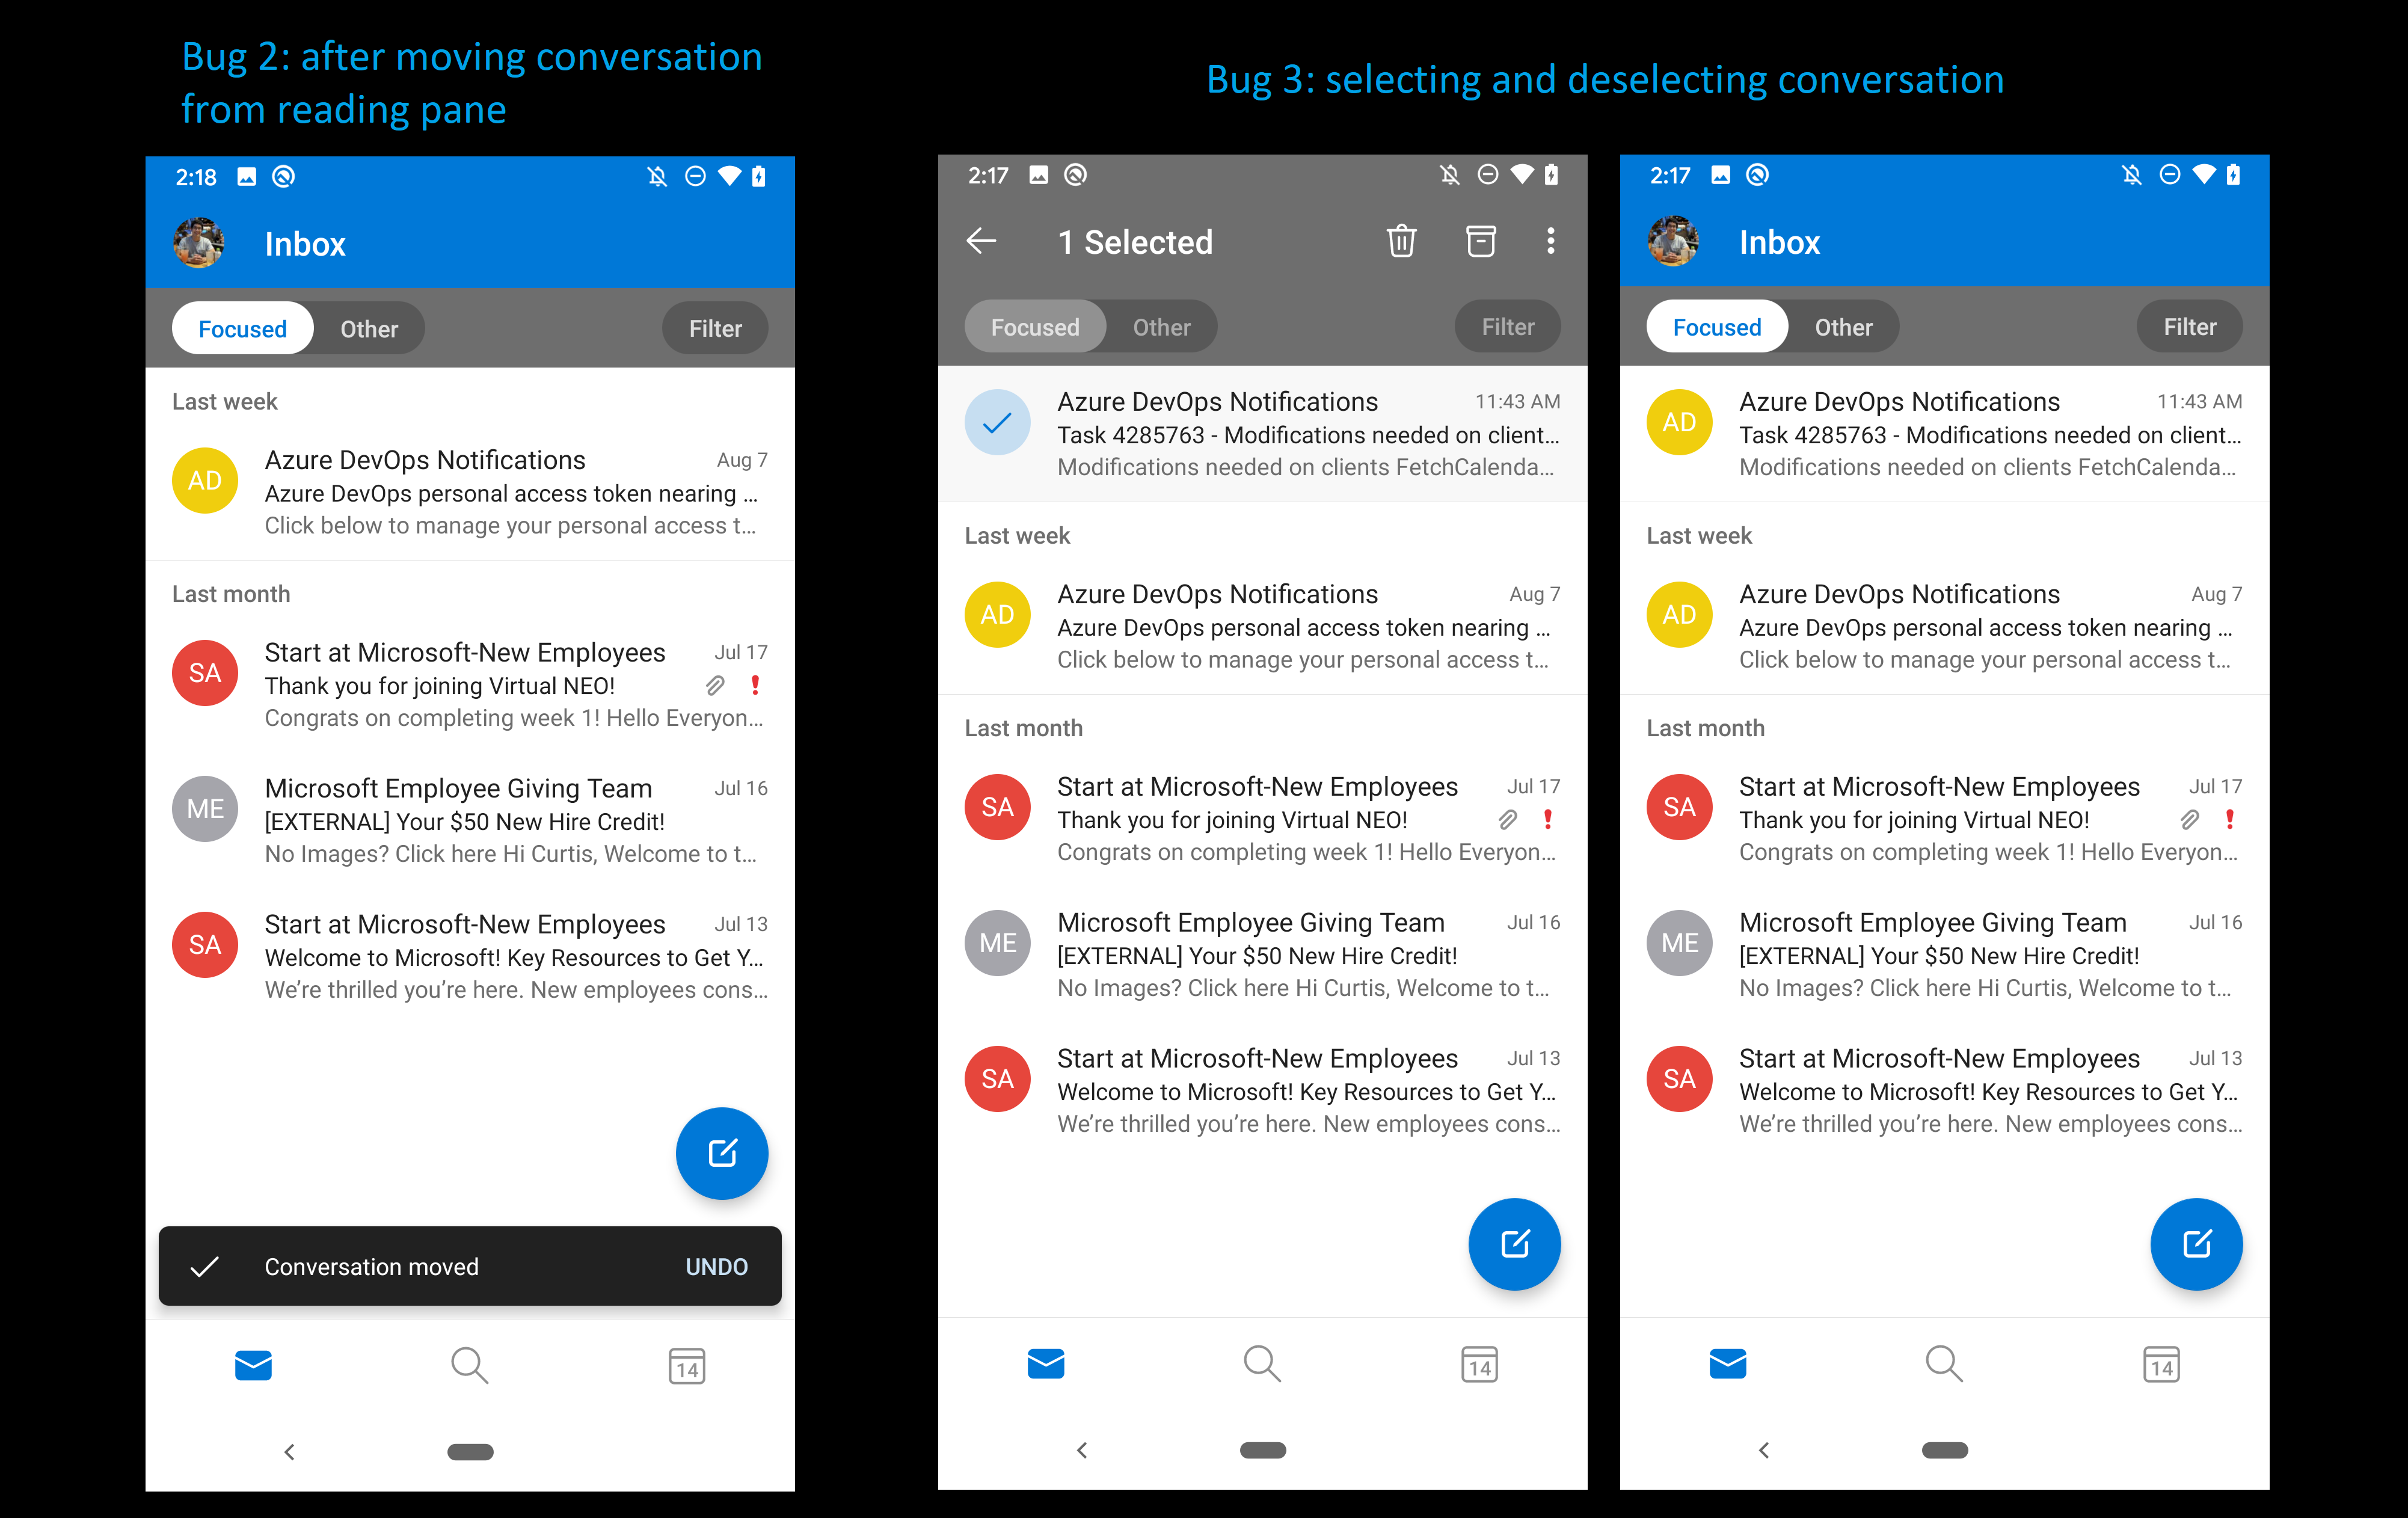 Bug 2: after moving conversation
from reading pane
2:18
Inbox
Focused Other Filter
Last week
AD Azure DevOps Notifications Aug 7
Azure DevOps personal access token nearing ...
Click below to manage your personal access t...
Last month
SA Start at Microsoft-New Employees Jul 17
Thank you for joining Virtual NEO!
Congrats on completing week 1! Hello Everyon...
ME Microsoft Employee Giving Team Jul 16
[EXTERNAL] Your $50 New Hire Credit!
No Images? Click here Hi Curtis, Welcome to t...
SA Start at Microsoft-New Employees Jul 13
Welcome to Microsoft! Key Resources to Get Y...
We're thrilled you're here. New employees cons...
Conversation moved UNDO
14
Bug 3: selecting and deselecting conversation
2:17
1 Selected
Focused Other Filter
Azure DevOps Notifications 11:43 AM
Task 4285763 - Modifications needed on client...
Modifications needed on clients FetchCalenda...
Last week
AD Azure DevOps Notifications Aug 7
Azure DevOps personal access token nearing ...
Click below to manage your personal access t...
Last month
SA Start at Microsoft-New Employees Jul 17
Thank you for joining Virtual NEO!
Congrats on completing week 1! Hello Everyon...
ME Microsoft Employee Giving Team Jul 16
[EXTERNAL] Your $50 New Hire Credit!
No Images? Click here Hi Curtis, Welcome to t...
SA Start at Microsoft-New Employees Jul 13
Welcome to Microsoft! Key Resources to Get Y...
We're thrilled you're here. New employees cons...
14
2:17
Inbox
Focused Other Filter
AD Azure DevOps Notifications 11:43 AM
Task 4285763 - Modifications needed on client...
Modifications needed on clients FetchCalenda...
Last week
AD Azure DevOps Notifications Aug 7
Azure DevOps personal access token nearing ...
Click below to manage your personal access t...
Last month
SA Start at Microsoft-New Employees Jul 17
Thank you for joining Virtual NEO!
Congrats on completing week 1! Hello Everyon...
ME Microsoft Employee Giving Team Jul 16
[EXTERNAL] Your $50 New Hire Credit!
No Images? Click here Hi Curtis, Welcome to t...
SA Start at Microsoft-New Employees Jul 13
Welcome to Microsoft! Key Resources to Get Y...
We're thrilled you're here. New employees cons...
14